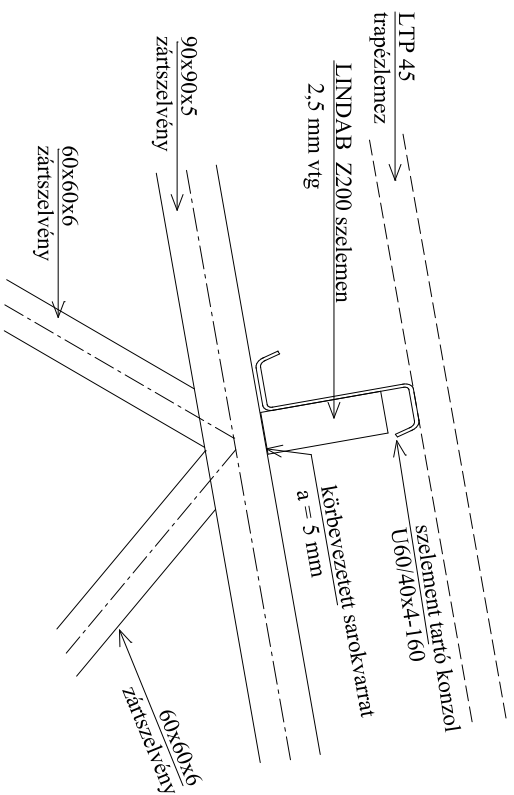 LTP 45
trapézlemez
LINDAB Z200 szelemen
2,5 mm vtg
90x90x5
zártszelvény
60x60x6
zártszelvény
szelement tartó konzol
U60/40x4-160
körbevezetett sarokvarrat
a = 5 mm
60x60x6
zártszelvény